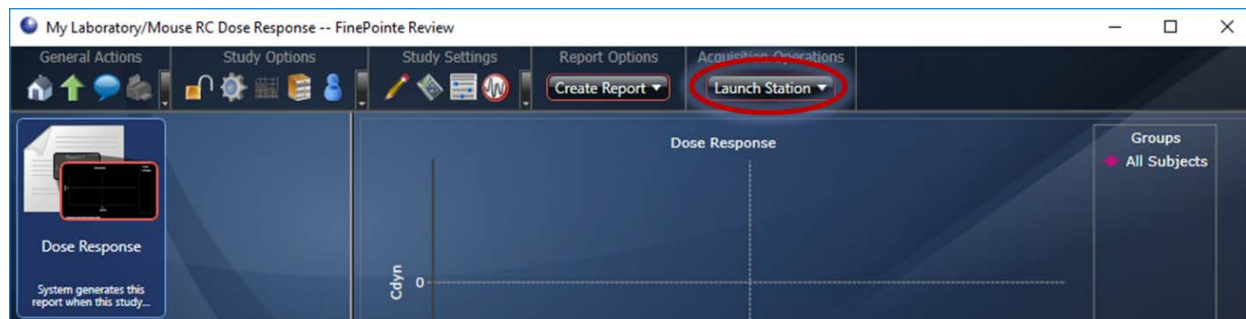 My Laboratory/Mouse RC Dose Response -- FinePointe Review
General Actions
Study Options
Study Settings
Report Options
Acquisition Operations
Create Report
Launch Station
Dose Response
System generates this
report when this study...
Dose Response
Cdyn
0
Groups
All Subjects